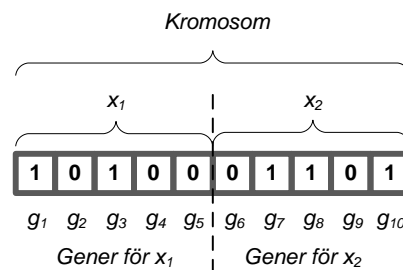 Kromosom
x1 x2
1 0 1 0 0 0 1 1 0 1
g1 g2 g3 g4 g5 g6 g7 g8 g9 g10
Gener för x1 Gener för x2